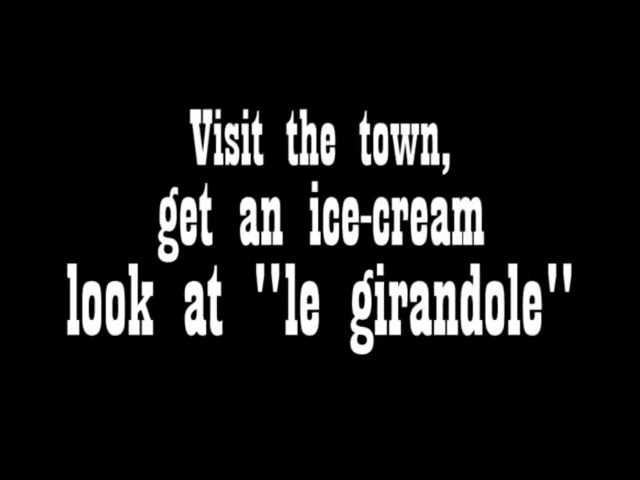 Visit the town,
get an ice-cream
look at "le girandole"